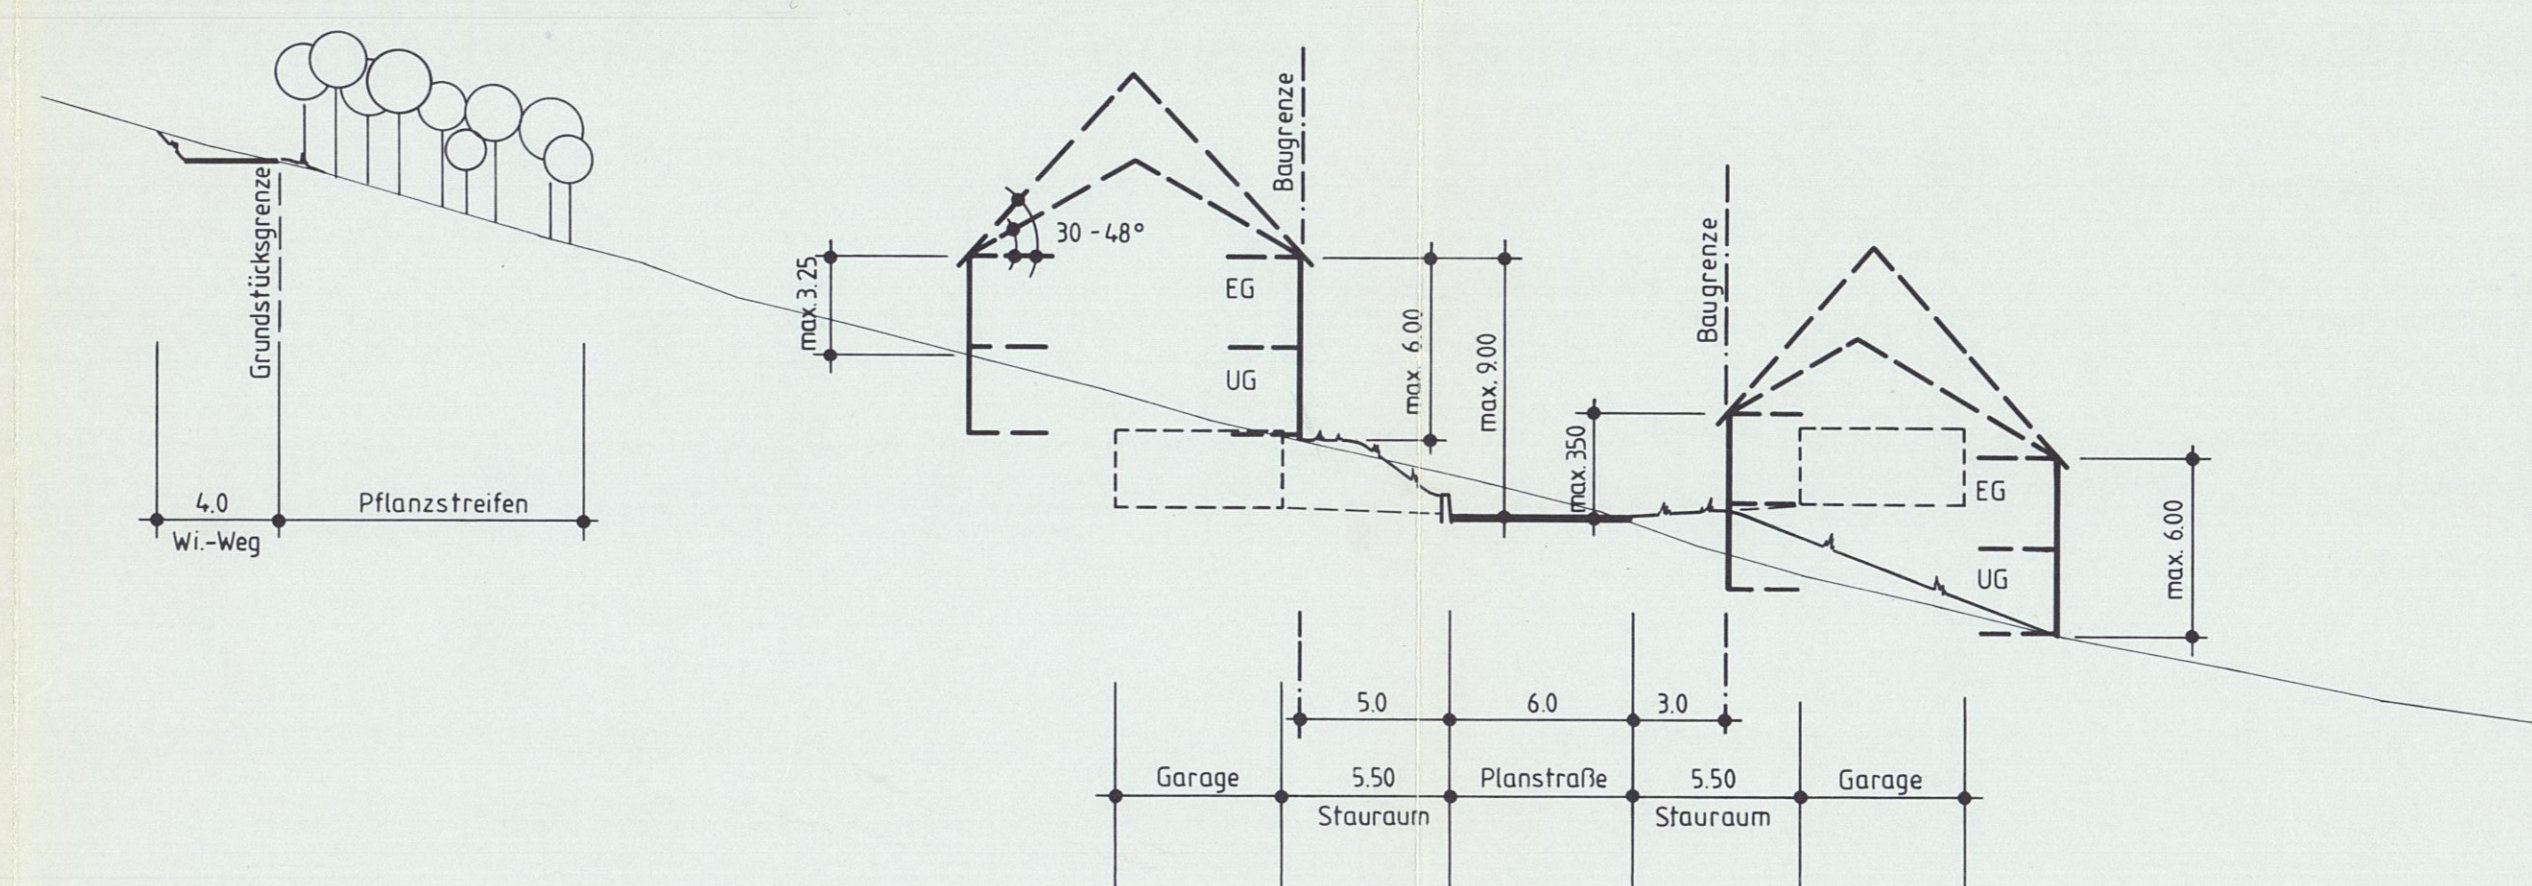 Grundstücksgrenze
4.0
Wi.-Weg
Pflanzstreifen
max. 3.25
30 - 48°
Baugrenze
EG
UG
max. 6.00
max. 9.00
max. 350
Baugrenze
EG
UG
max. 6.00
5.0
6.0
3.0
Garage
5.50
Planstraße
5.50
Garage
Stauraum
Stauraum